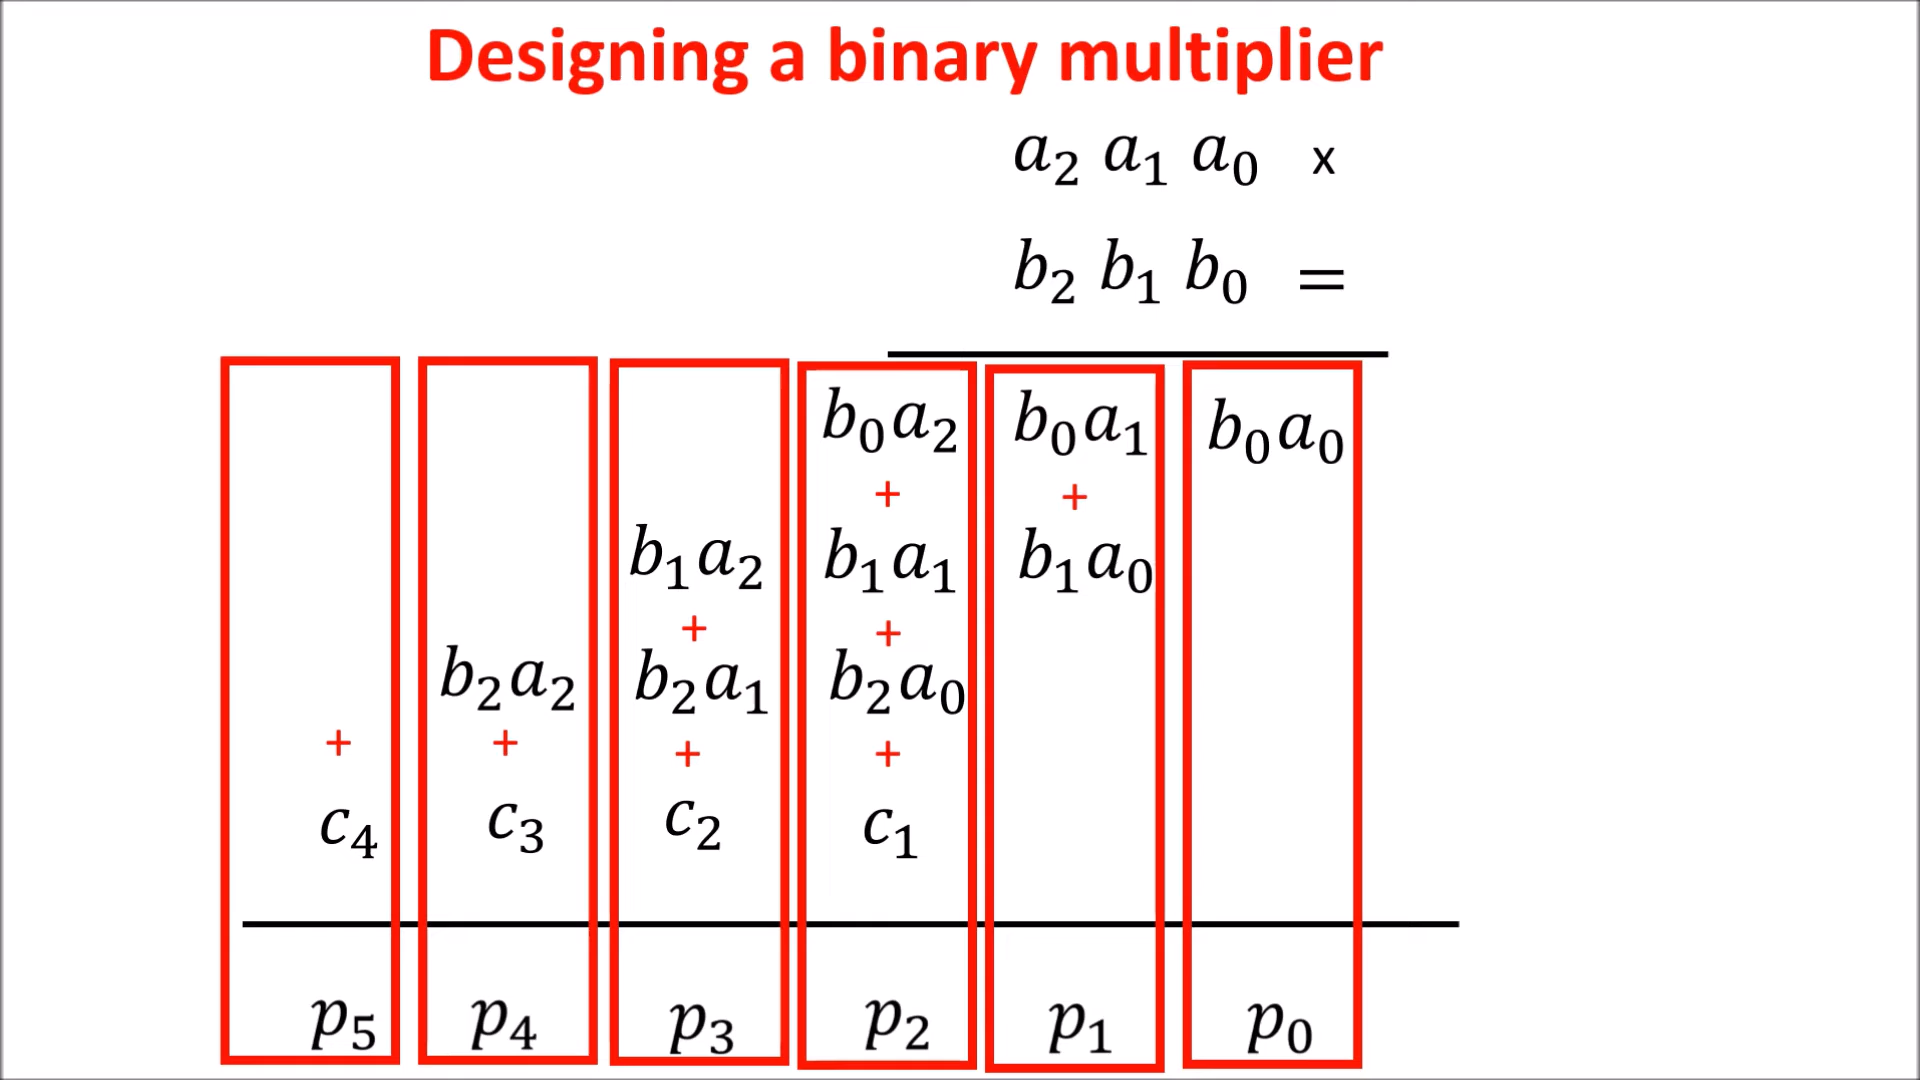 Designing a binary multiplier
a₂ a₁ a₀ x
b₂ b₁ b₀ =
b₀a₂ b₀a₁ b₀a₀
+ +
b₁a₂ b₁a₁ b₁a₀
+ +
b₂a₂ b₂a₁ b₂a₀
+ + + +
c₄ c₃ c₂ c₁
p₅ p₄ p₃ p₂ p₁ p₀